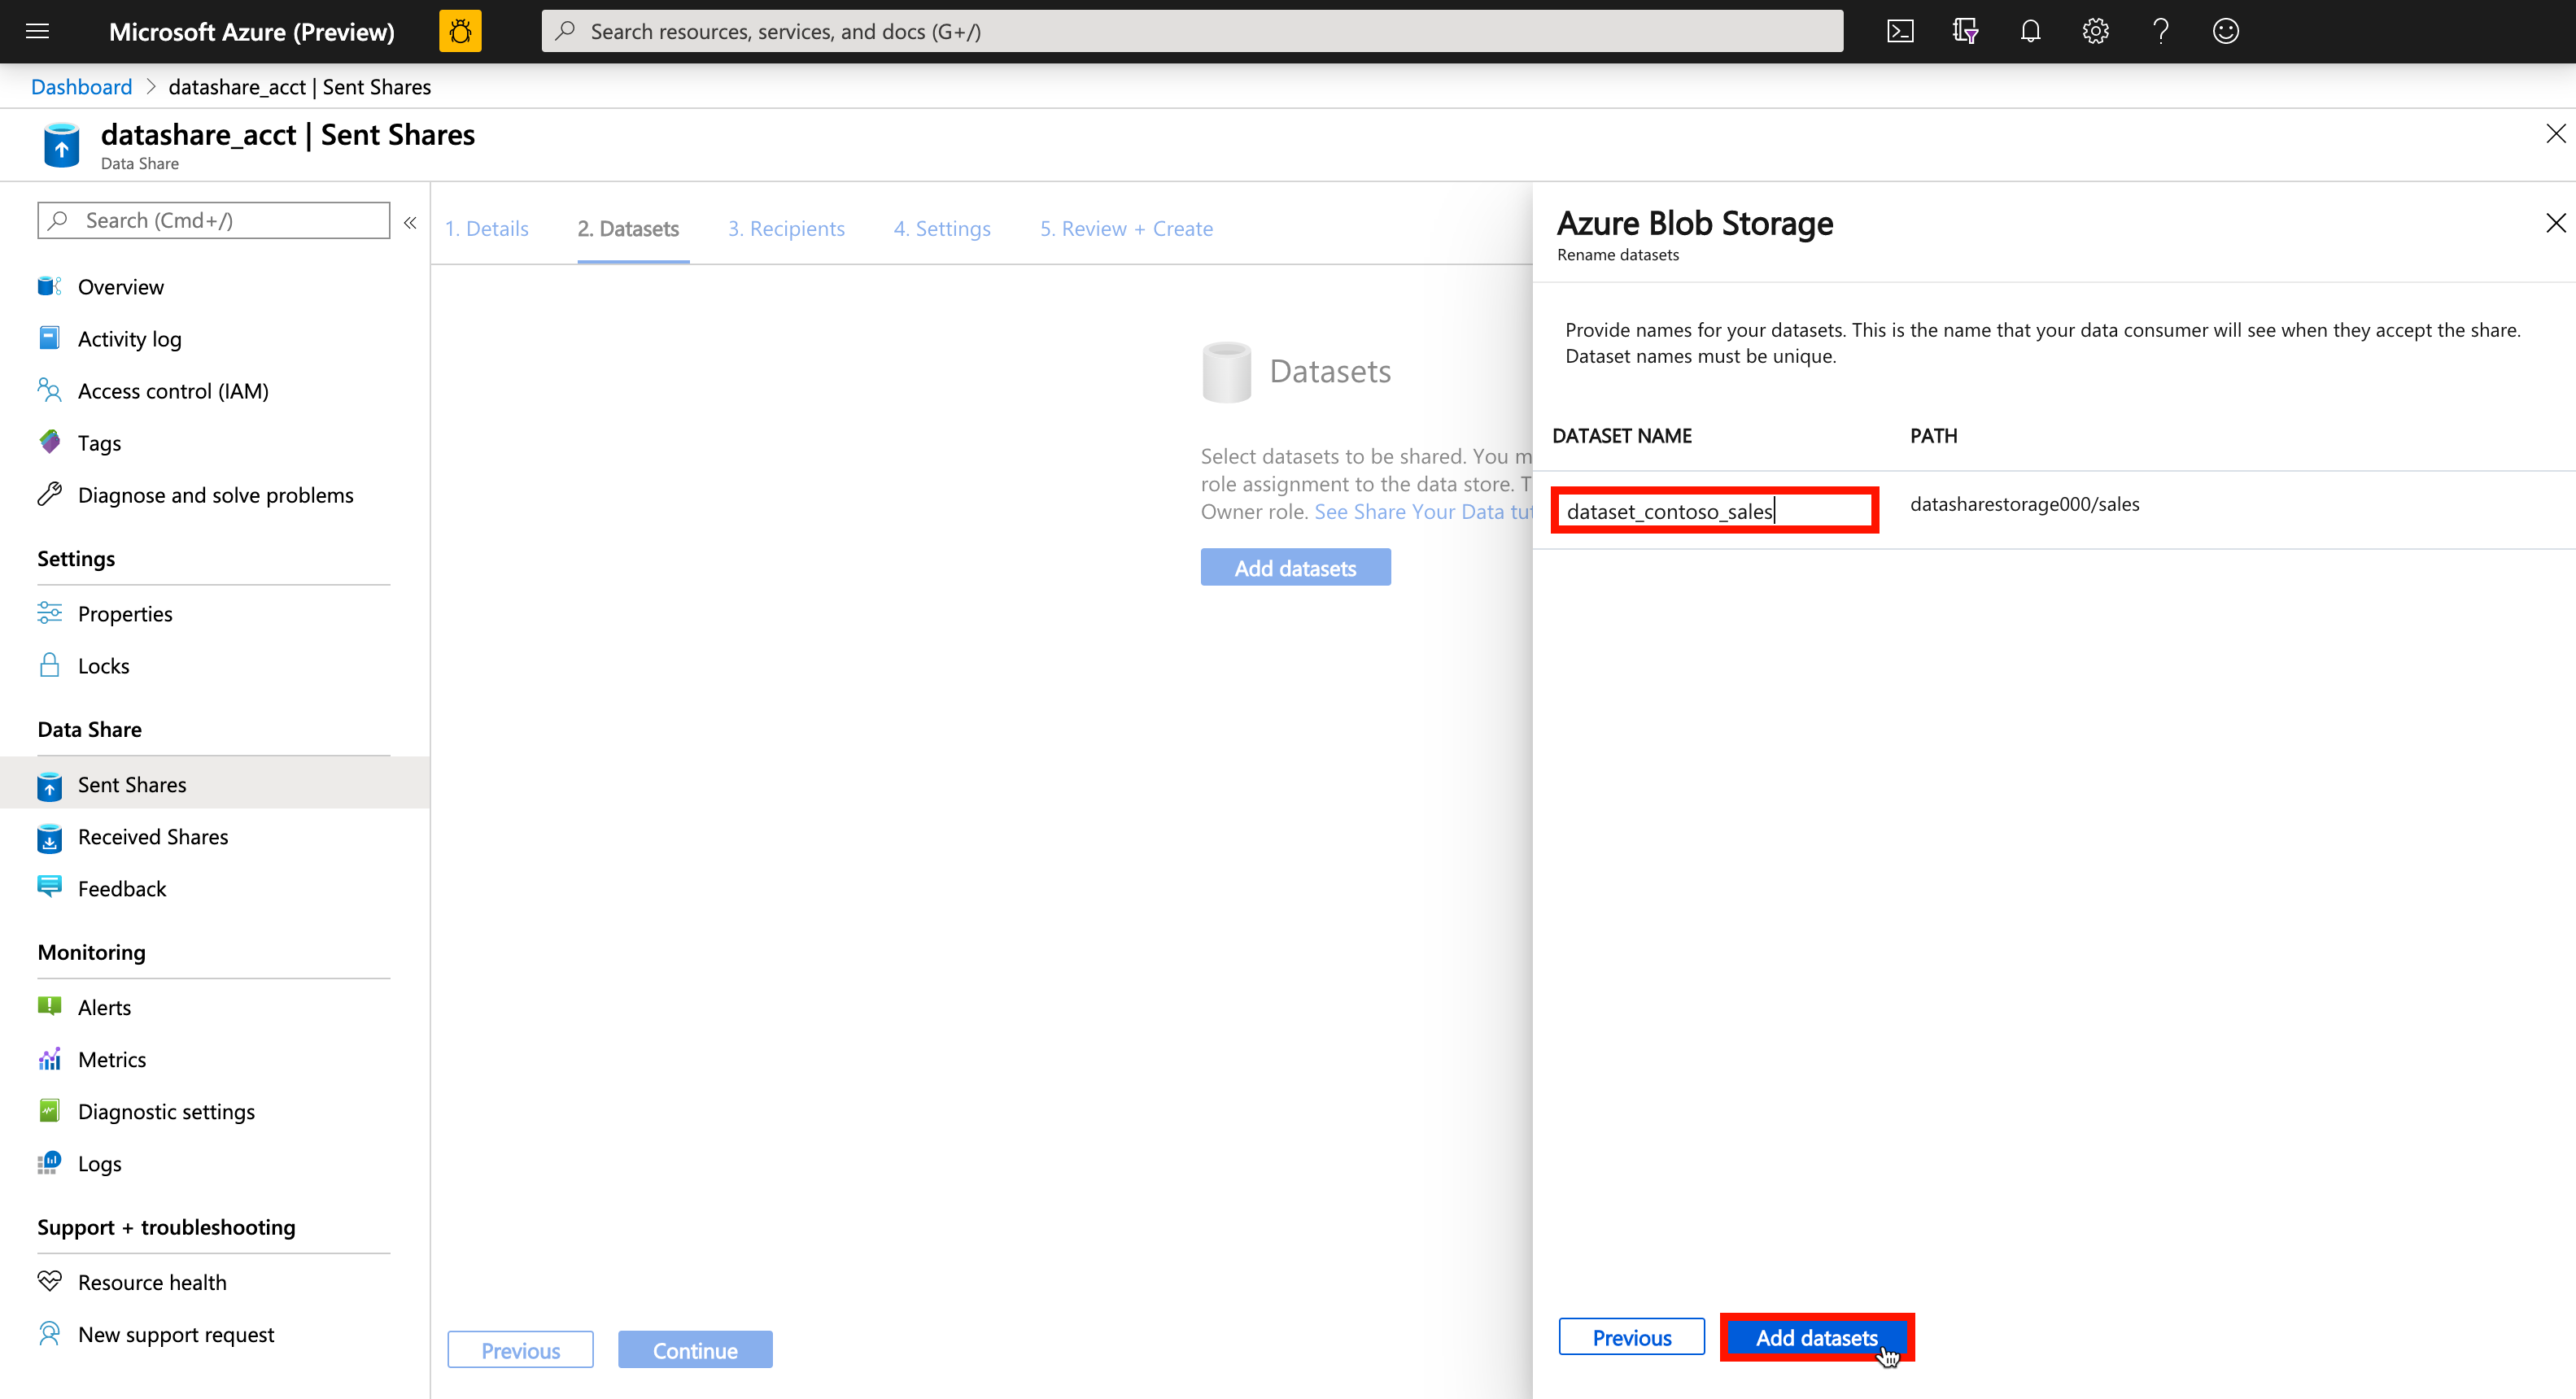 Microsoft Azure (Preview)
Search resources, services, and docs (G+/)
Dashboard > datashare_acct | Sent Shares
datashare_acct | Sent Shares
Data Share
Search (Cmd+/)
Overview
Activity log
Access control (IAM)
Tags
Diagnose and solve problems
Settings
Properties
Locks
Data Share
Sent Shares
Received Shares
Feedback
Monitoring
Alerts
Metrics
Diagnostic settings
Logs
Support + troubleshooting
Resource health
New support request
1. Details
2. Datasets
3. Recipients
4. Settings
5. Review + Create
Datasets
Select datasets to be shared. You m
role assignment to the data store. T
Owner role. See Share Your Data tut
Add datasets
Previous
Continue
Azure Blob Storage
Rename datasets
Provide names for your datasets. This is the name that your data consumer will see when they accept the share.
Dataset names must be unique.
DATASET NAME PATH
dataset_contoso_sales datasharestorage000/sales
Previous
Add datasets